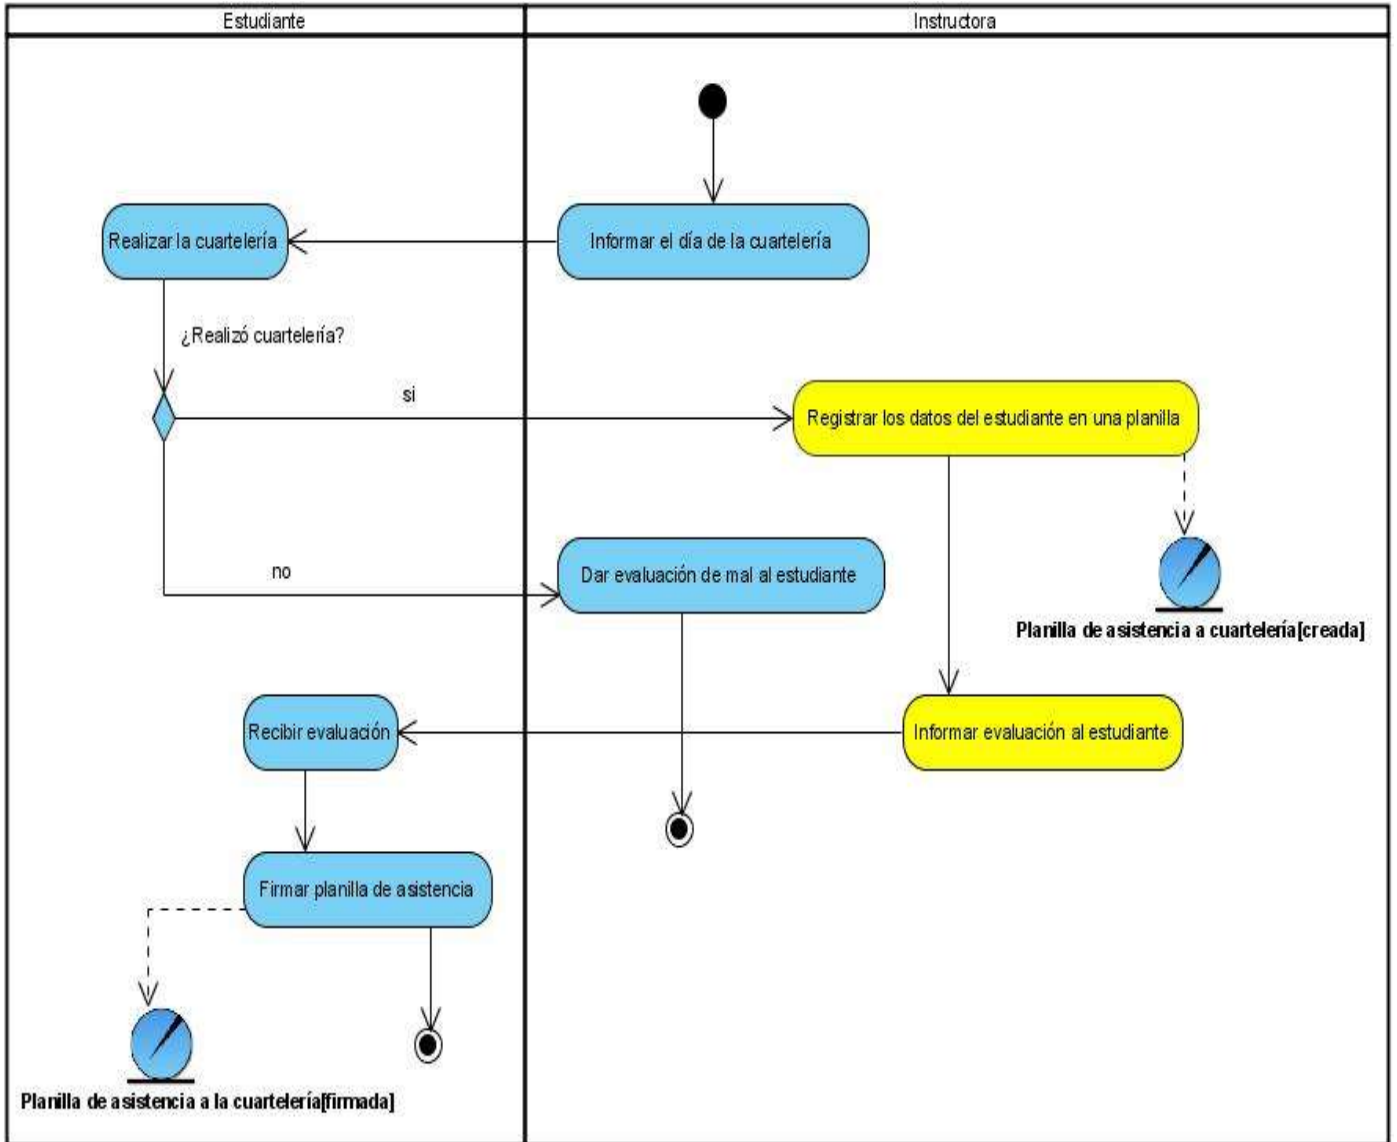 Estudiante
Instructora
Informar el día de la cuartelería
Realizar la cuartelería
¿Realizó cuartelería?
si
Registrar los datos del estudiante en una planilla
no
Dar evaluación de mal al estudiante
Planilla de asistencia a cuartelería[creada]
Recibir evaluación
Informar evaluación al estudiante
Firmar planilla de asistencia
Planilla de asistencia a la cuartelería[firmada]